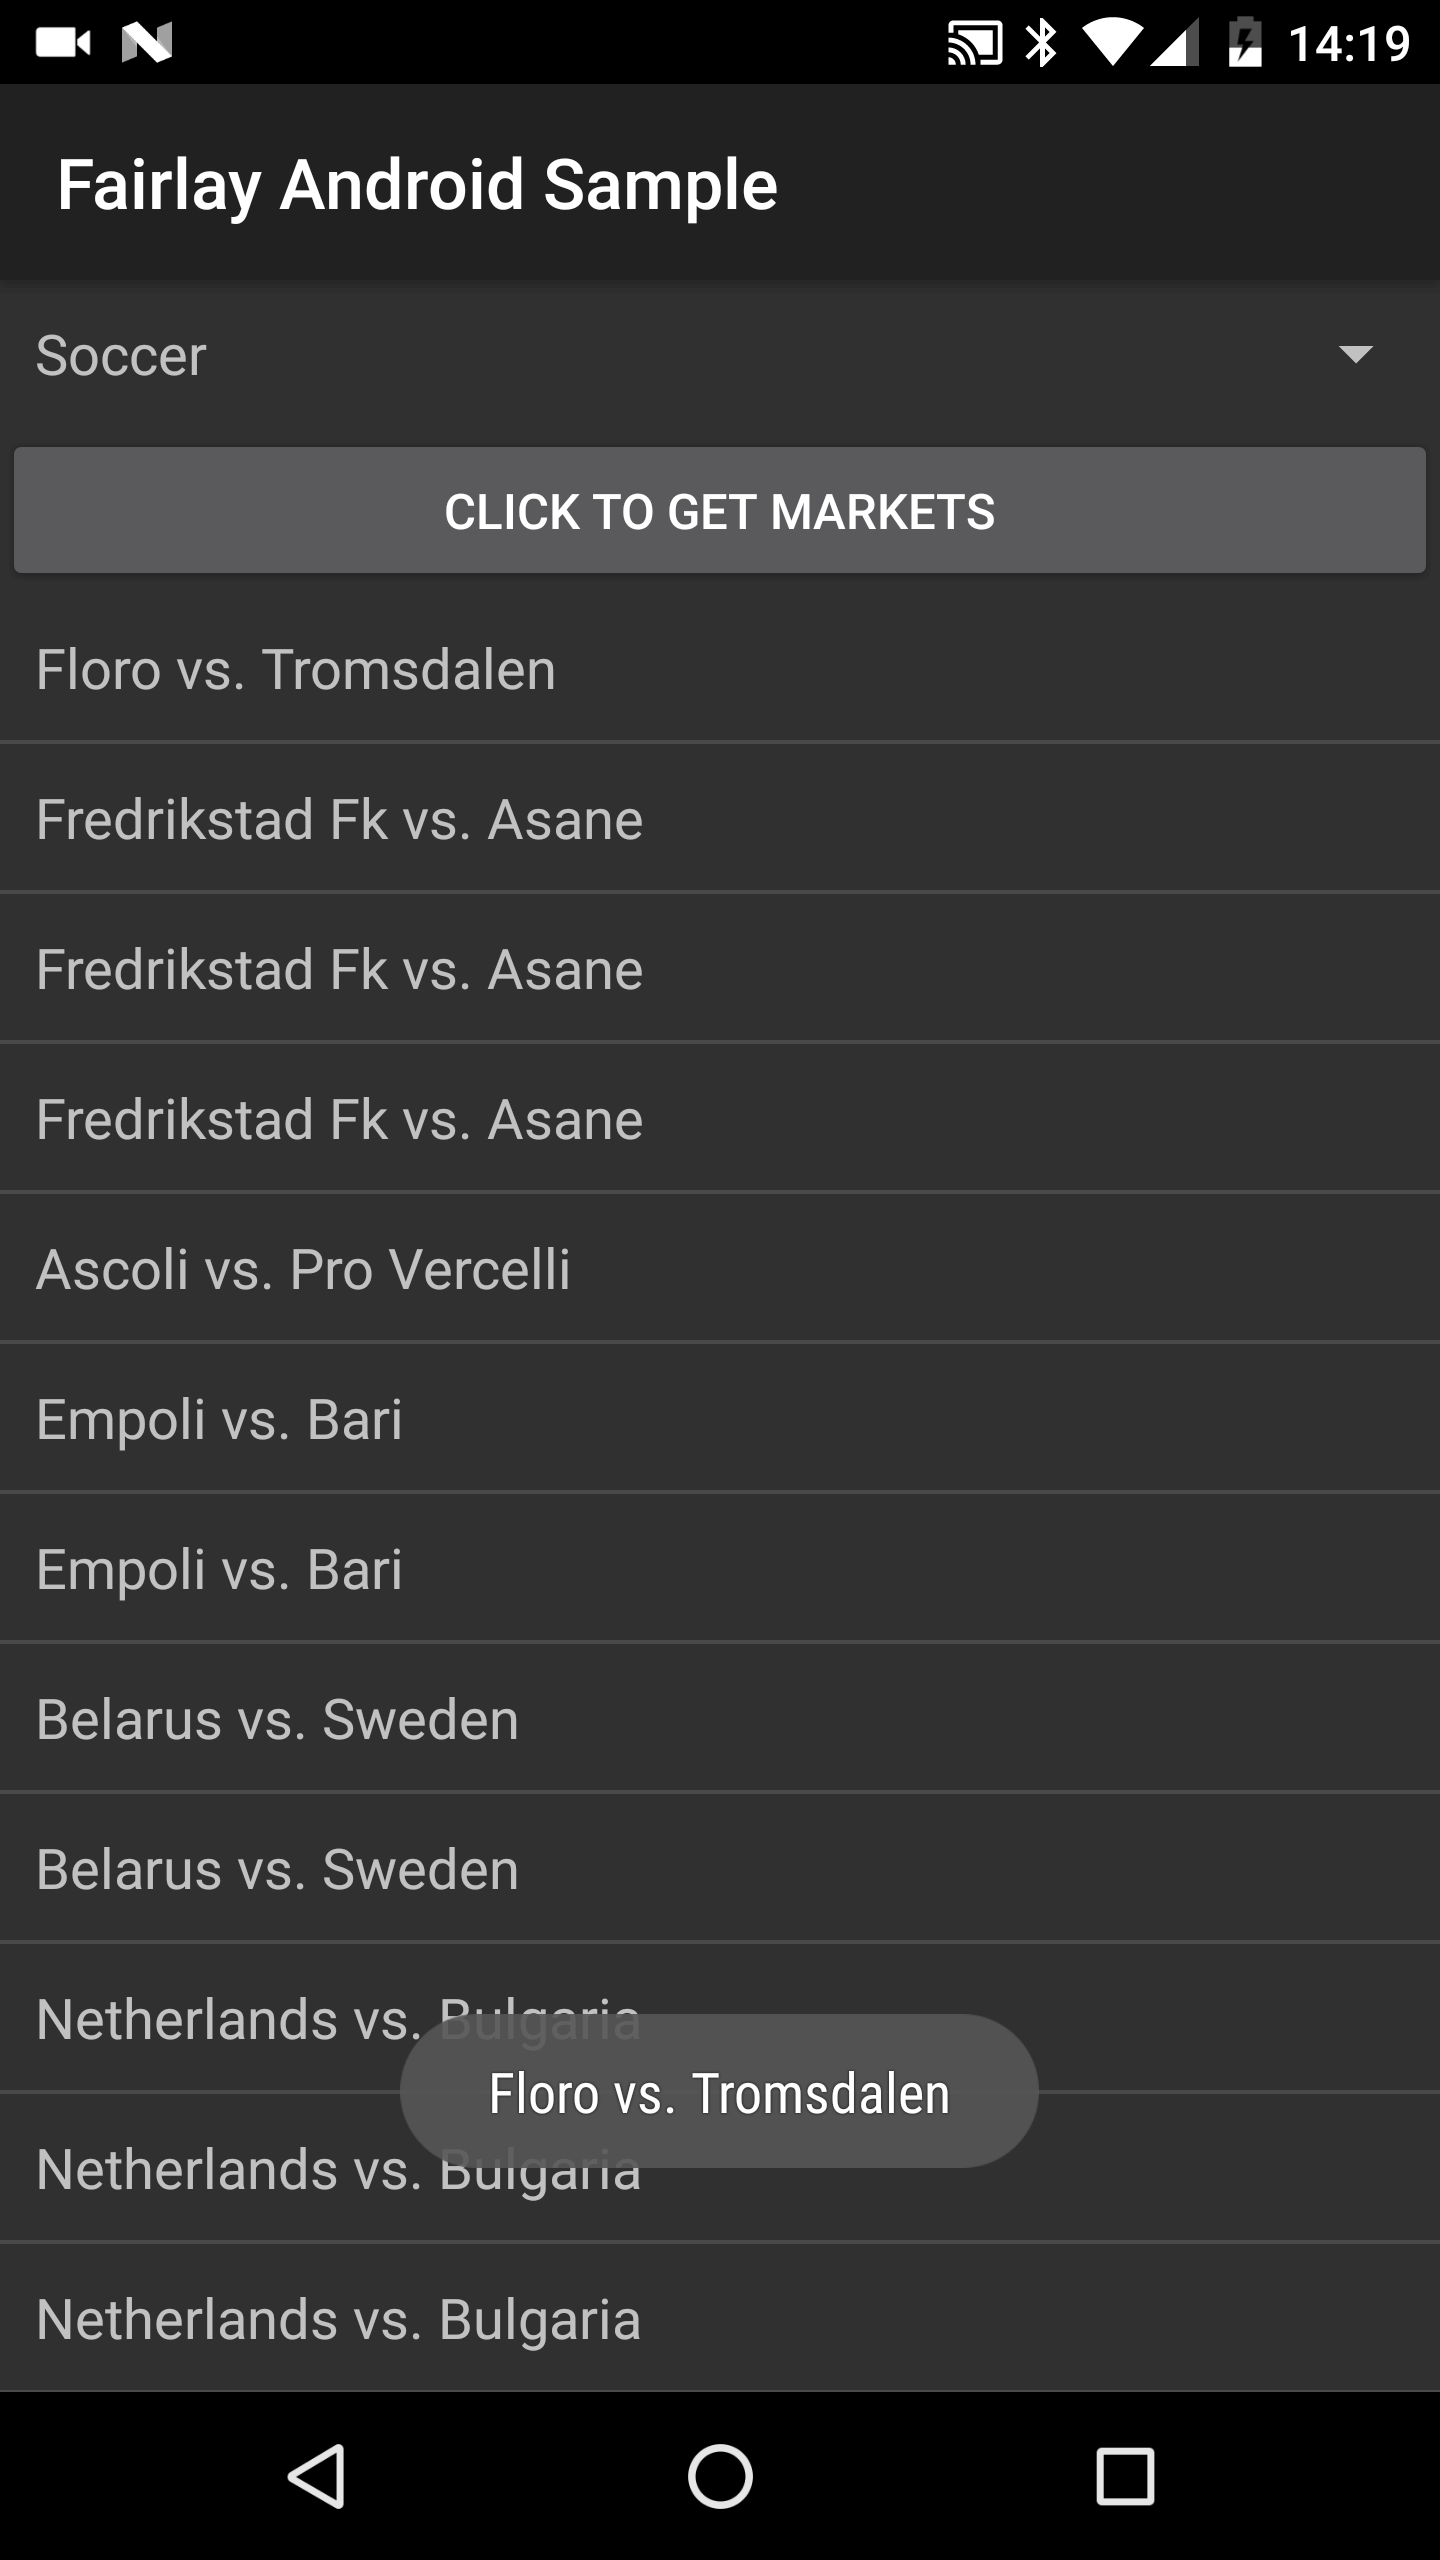 14:19
Fairlay Android Sample
Soccer
CLICK TO GET MARKETS
Floro vs. Tromsdalen
Fredrikstad Fk vs. Asane
Fredrikstad Fk vs. Asane
Fredrikstad Fk vs. Asane
Ascoli vs. Pro Vercelli
Empoli vs. Bari
Empoli vs. Bari
Belarus vs. Sweden
Belarus vs. Sweden
Netherlands vs. Bulgaria
Floro vs. Tromsdalen
Netherlands vs. Bulgaria
Netherlands vs. Bulgaria